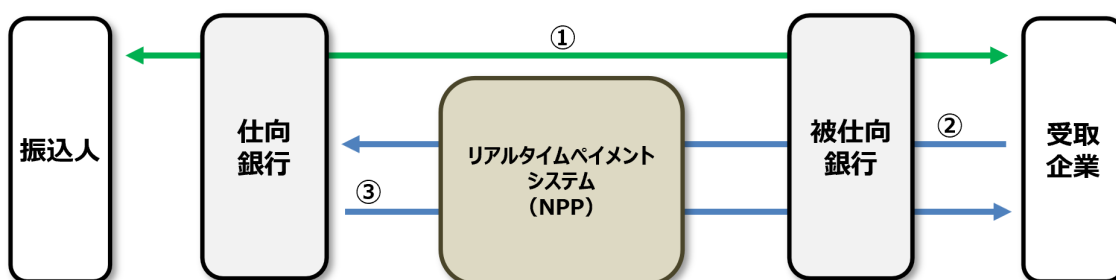 ①
振込人
仕向
銀行
③
リアルタイムペイメント
システム
(NPP)
被仕向
銀行
②
受取
企業